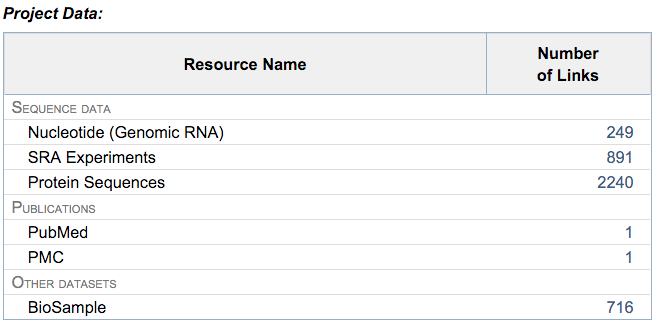 Project Data:
Resource Name
Number
of Links
SEQUENCE DATA
Nucleotide (Genomic RNA) 249
SRA Experiments 891
Protein Sequences 2240
PUBLICATIONS
PubMed 1
PMC 1
OTHER DATASETS
BioSample 716